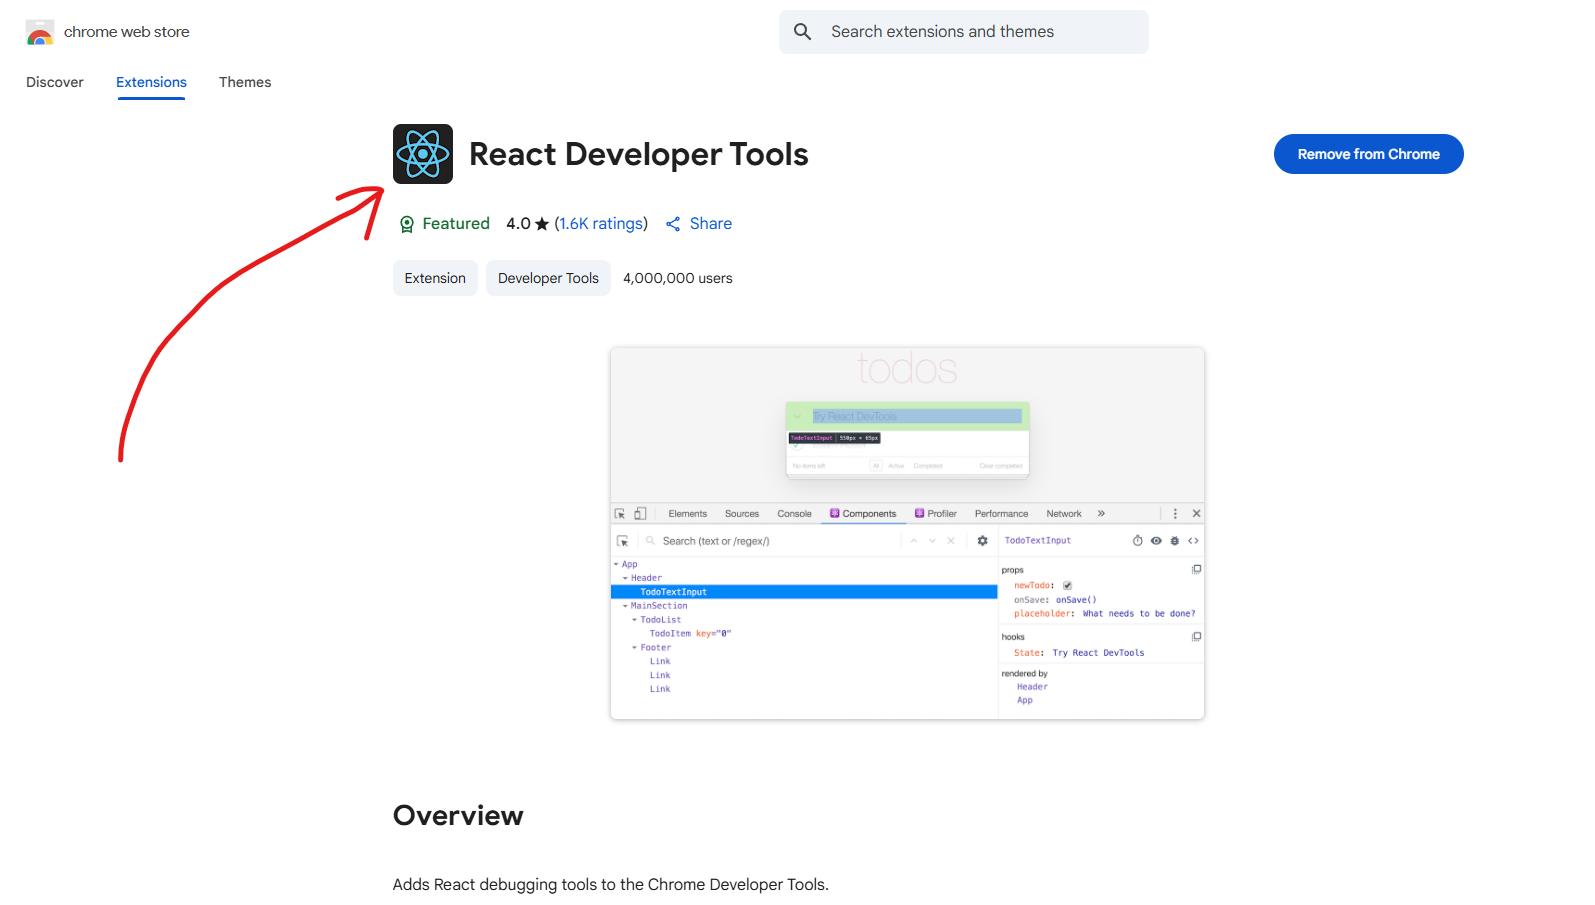 chrome web store
Search extensions and themes
Discover Extensions Themes
React Developer Tools
Remove from Chrome
Featured 4.0 ★ (1.6K ratings) Share
Extension Developer Tools 4,000,000 users
todos
Try React DevTools
TodoTextInput | 550px × 65px
No items left All Active Completed Clear completed
Elements Sources Console Components Profiler Performance Network »
Search (text or /regex/)
TodoTextInput
App
Header
TodoTextInput
MainSection
TodoList
TodoItem key="0"
Footer
Link
Link
Link
props
newTodo:
onSave: onSave()
placeholder: What needs to be done?
hooks
State: Try React DevTools
rendered by
Header
App
Overview
Adds React debugging tools to the Chrome Developer Tools.